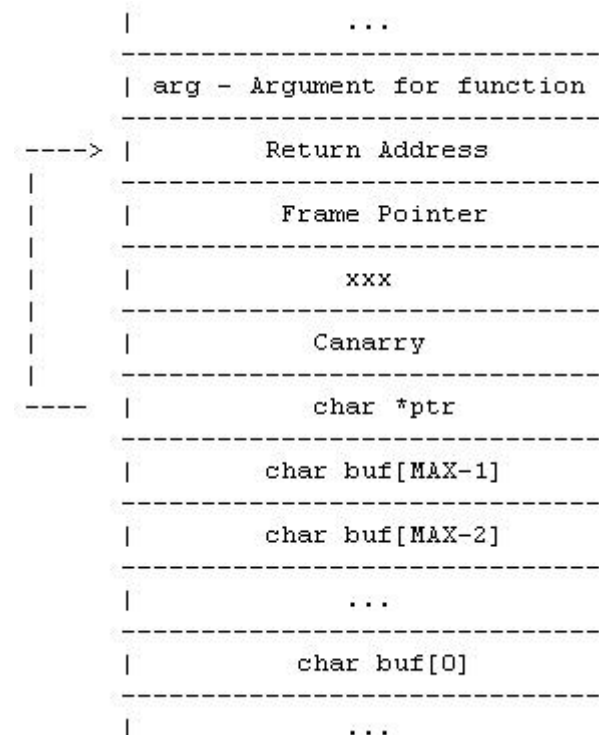 ...
arg - Argument for function
Return Address
Frame Pointer
xxx
Canarry
char *ptr
char buf[MAX-1]
char buf[MAX-2]
...
char buf[0]
...